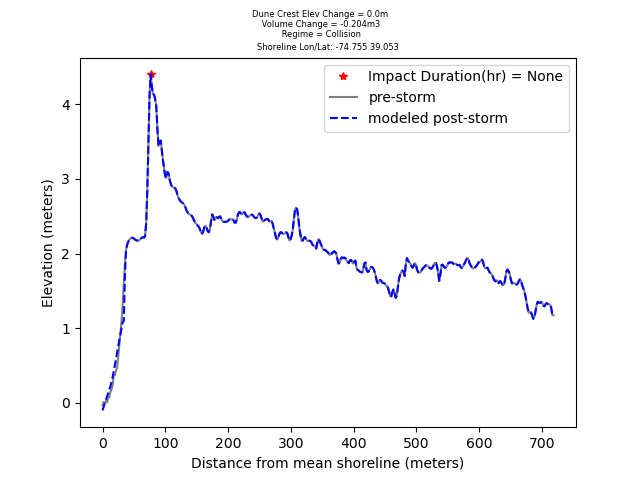 Dune Crest Elev Change = 0.0m
Volume Change = -0.204m3
Regime = Collision
Shoreline Lon/Lat: -74.755 39.053
Impact Duration(hr) = None
pre-storm
modeled post-storm
Elevation (meters)
4
3
2
1
0
0 100 200 300 400 500 600 700
Distance from mean shoreline (meters)